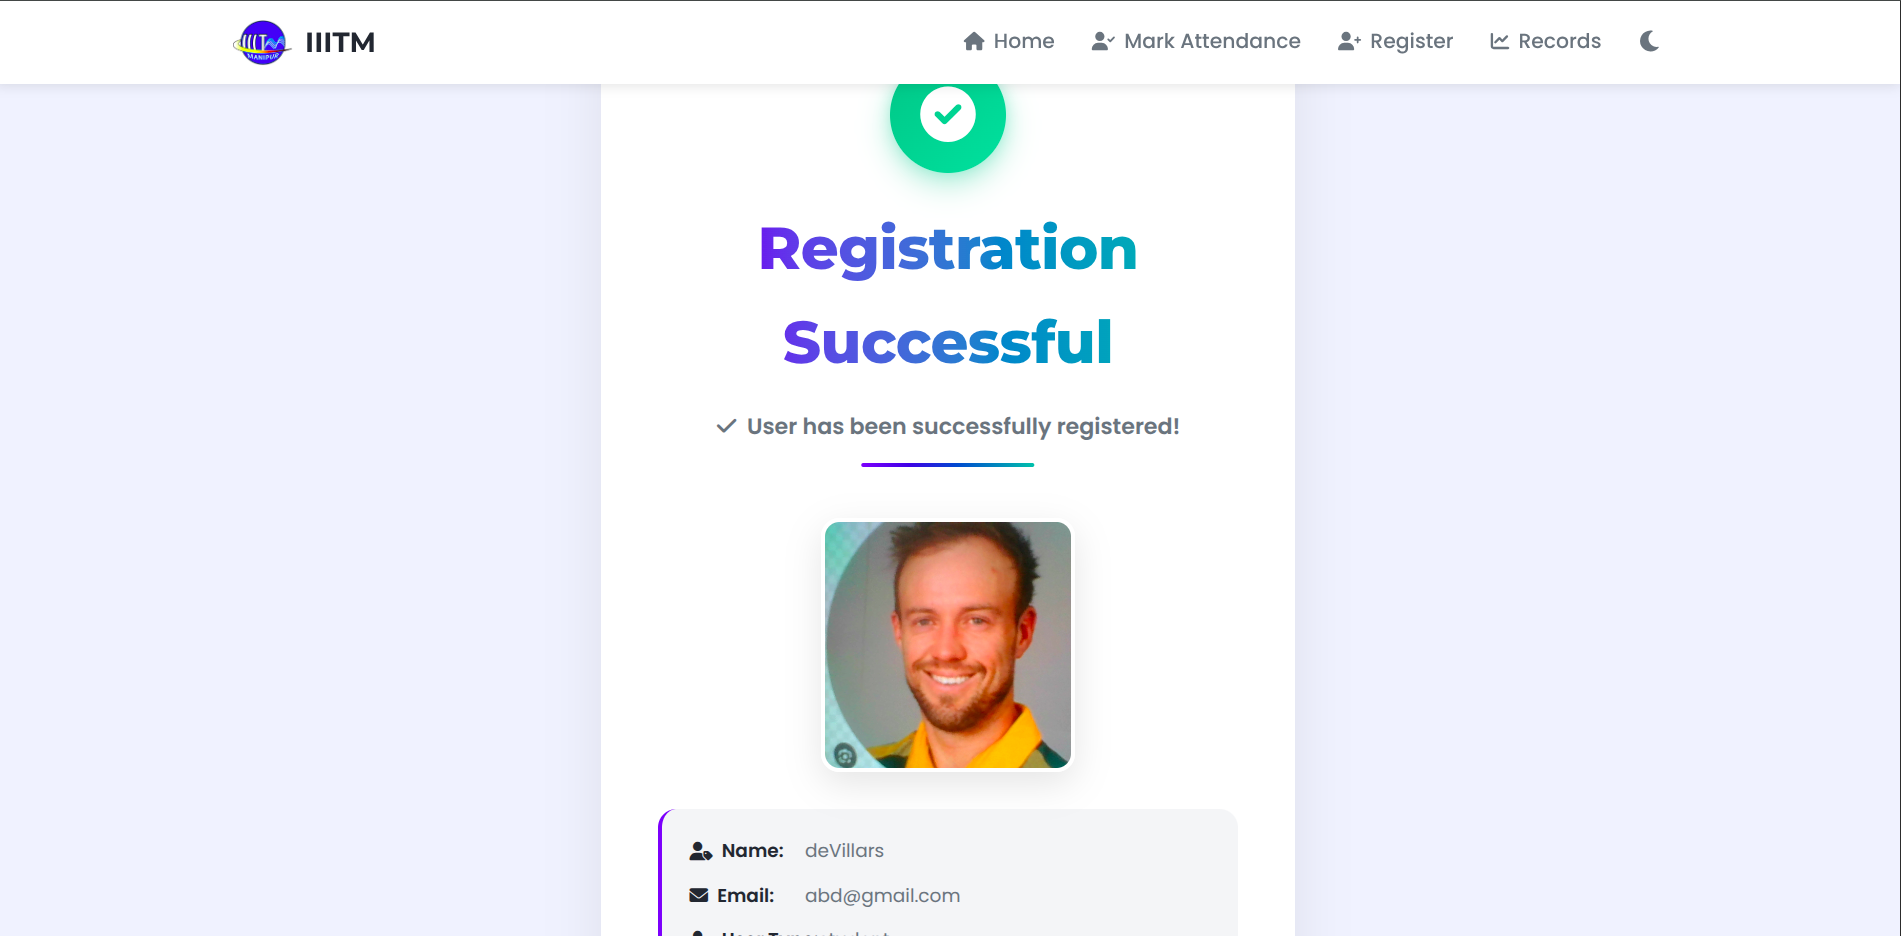 IIITM
MANIPUR
Home
Mark Attendance
Register
Records
Registration
Successful
User has been successfully registered!
Name: deVillars
Email: abd@gmail.com